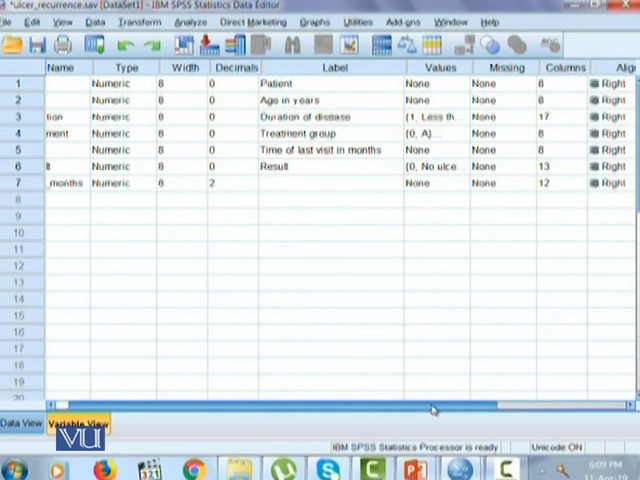 *ulcer_recurrence.sav [DataSet1] - IBM SPSS Statistics Data Editor
File Edit View Data Transform Analyze Direct Marketing Graphs Utilities Add-ons Window Help
Name Type Width Decimals Label Values Missing Columns Align
1 Numeric 8 0 Patient None None 8 Right
2 Numeric 8 0 Age in years None None 8 Right
3 tion Numeric 8 0 Duration of disease {1, Less th... None 17 Right
4 ment Numeric 8 0 Treatment group {0, A}... None 8 Right
5 Numeric 8 0 Time of last visit in months None None 8 Right
6 lt Numeric 8 0 Result {0, No ulce... None 13 Right
7 _months Numeric 8 2 None None 12 Right
8
9
10
11
12
13
14
15
16
17
18
19
20
Data View Variable View
VU
IBM SPSS Statistics Processor is ready Unicode ON
321
6:09 PM
11-Apr-19